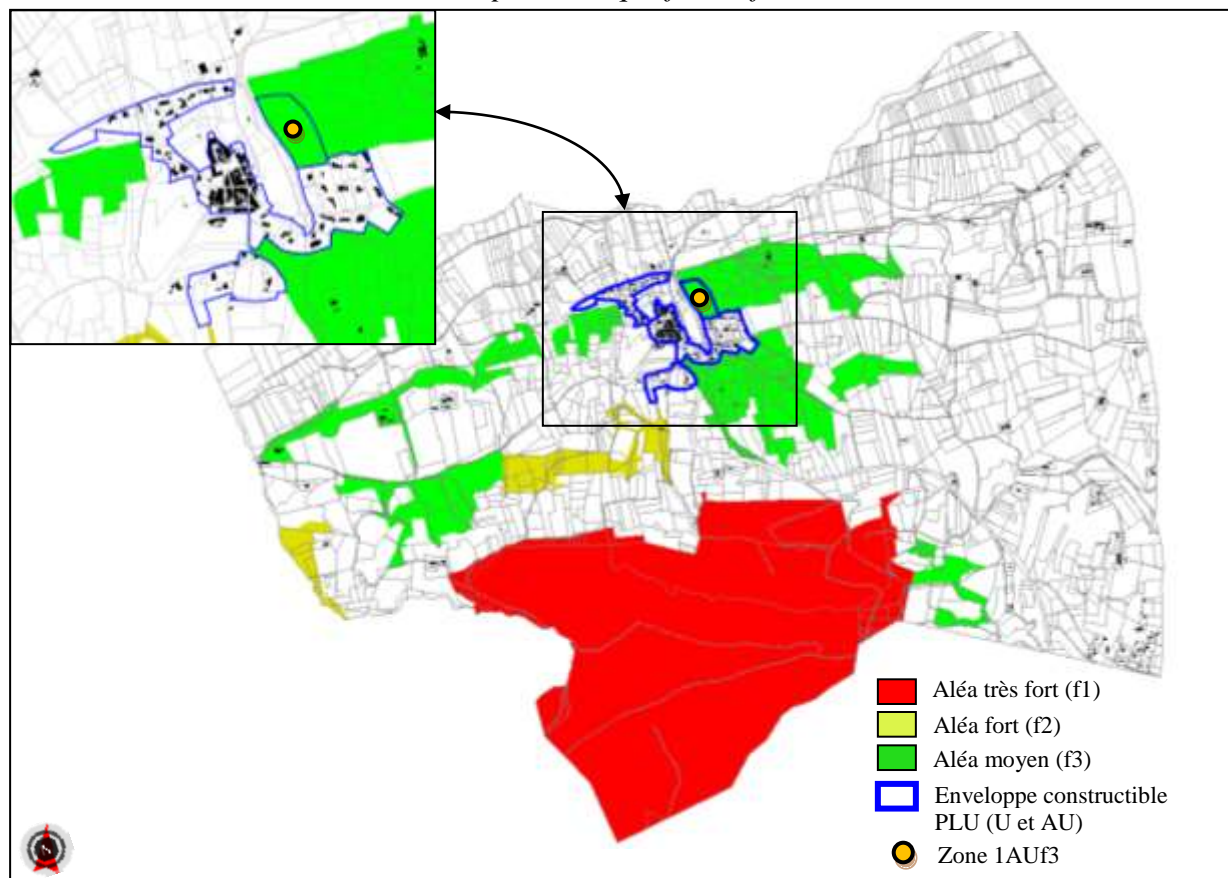 Aléa très fort (f1)
Aléa fort (f2)
Aléa moyen (f3)
Enveloppe constructible
PLU (U et AU)
Zone 1AUf3